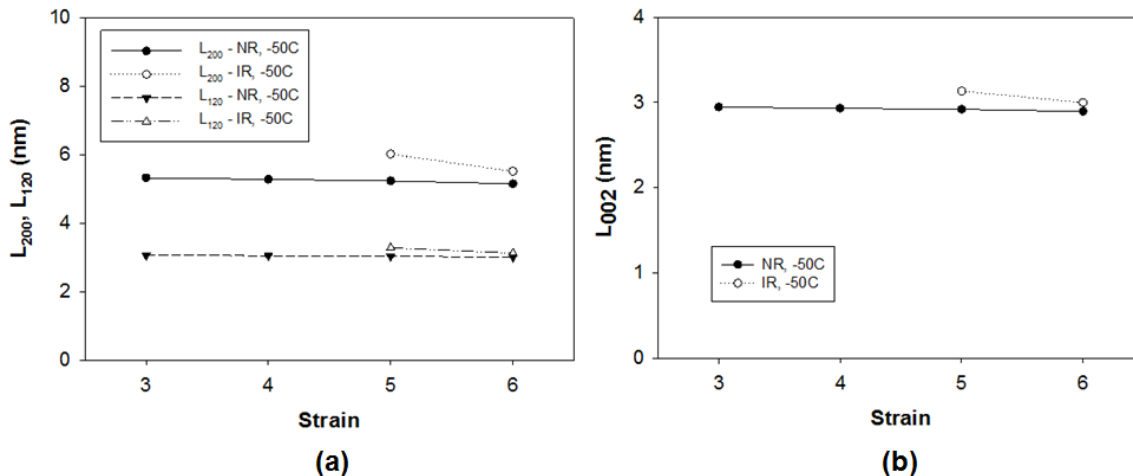 10
8
6
4
2
0
L200, L120 (nm)
L200 - NR, -50C
L200 - IR, -50C
L120 - NR, -50C
L120 - IR, -50C
3 4 5 6
Strain
(a)
4
3
2
1
0
L002 (nm)
NR, -50C
IR, -50C
3 4 5 6
Strain
(b)